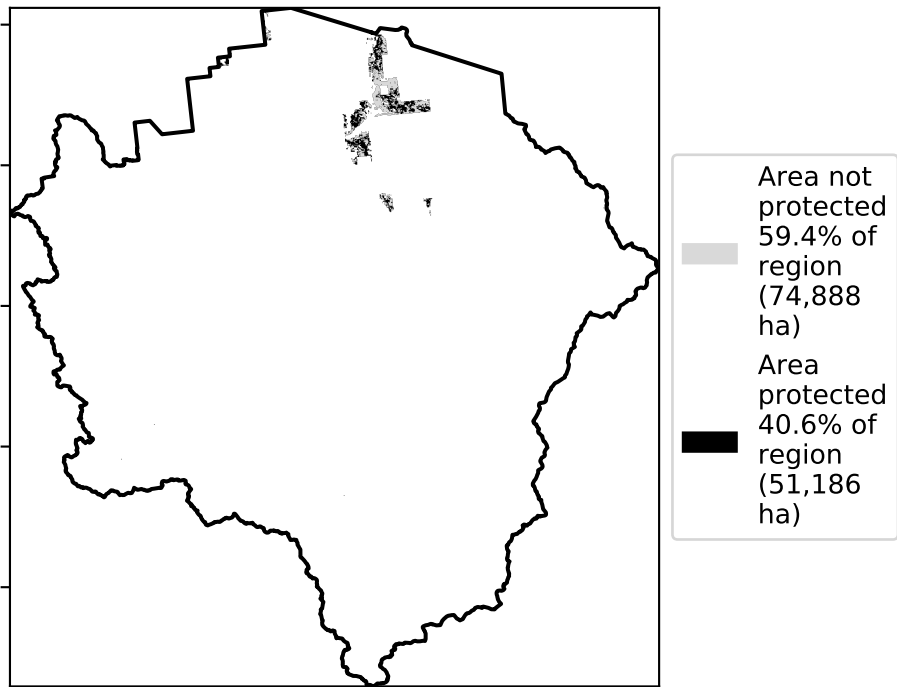 Area not
protected
59.4% of
region
(74,888
ha)
Area
protected
40.6% of
region
(51,186
ha)